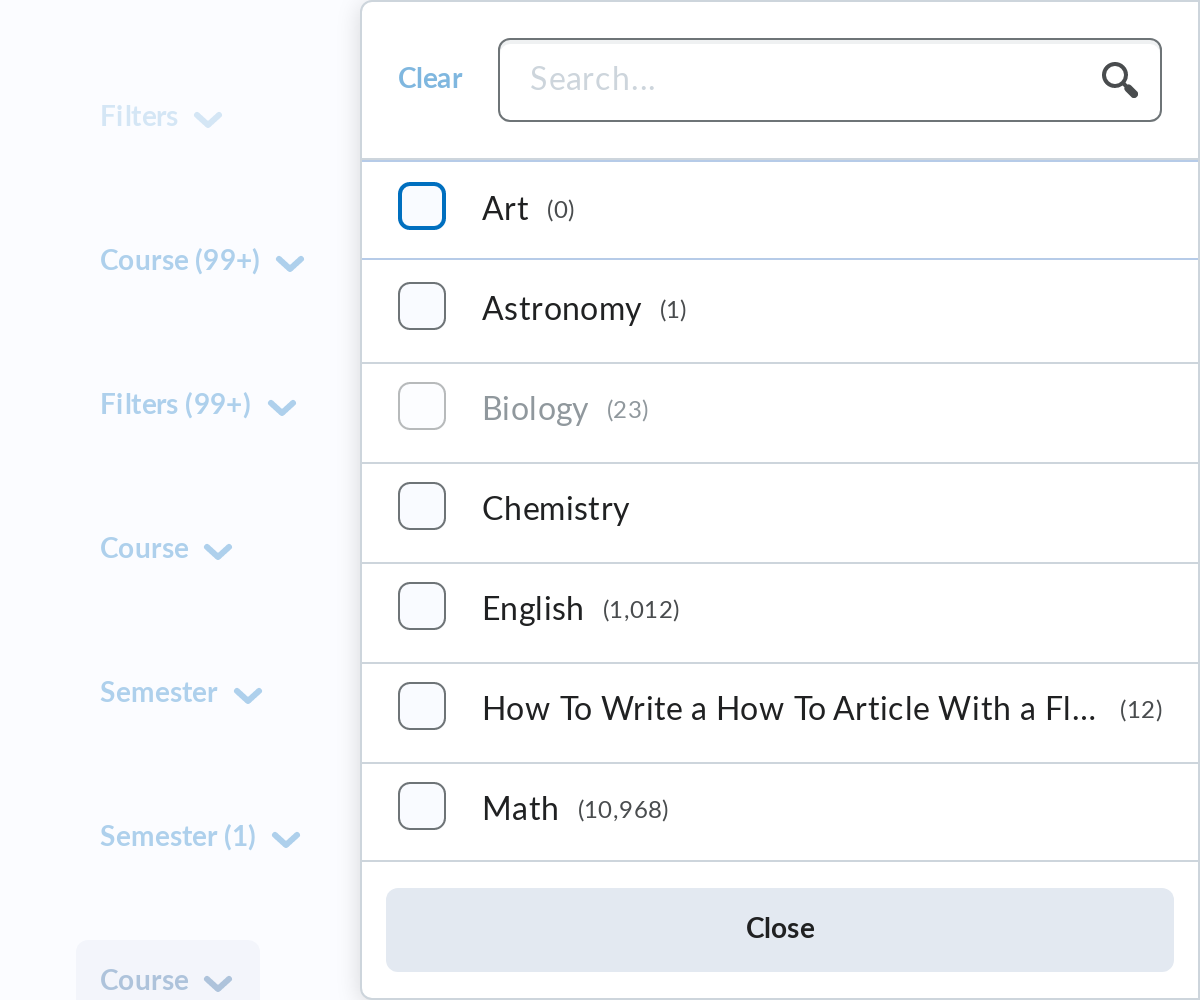 Filters
Course (99+)
Filters (99+)
Course
Semester
Semester (1)
Course
Clear
Search...
Art (0)
Astronomy (1)
Biology (23)
Chemistry
English (1,012)
How To Write a How To Article With a Fl... (12)
Math (10,968)
Close